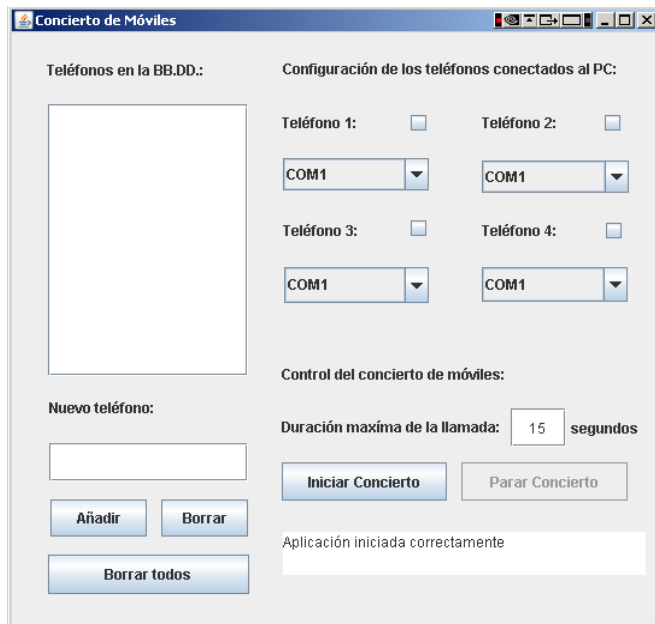 Concierto de Móviles
Teléfonos en la BB.DD.:
Configuración de los teléfonos conectados al PC:
Teléfono 1:
Teléfono 2:
COM1
COM1
Teléfono 3:
Teléfono 4:
COM1
COM1
Control del concierto de móviles:
Nuevo teléfono:
Duración maxíma de la llamada: 15 segundos
Iniciar Concierto
Parar Concierto
Añadir
Borrar
Aplicación iniciada correctamente
Borrar todos